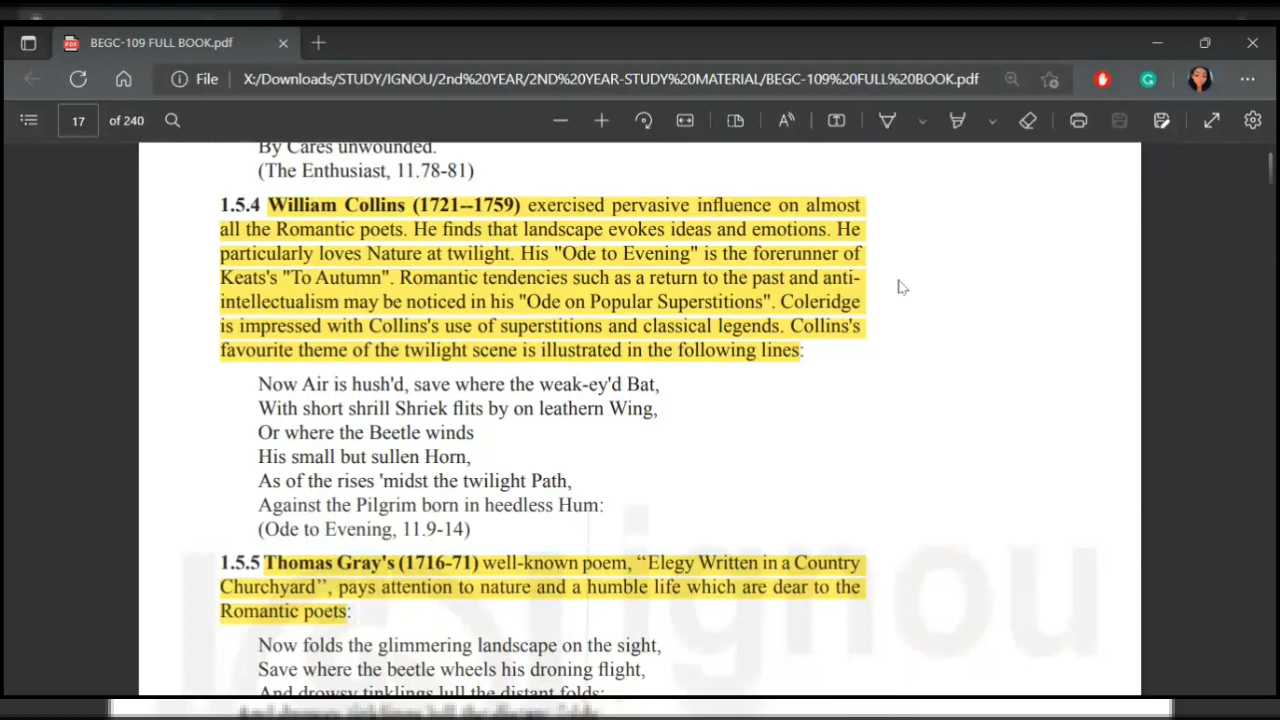 BEGC-109 FULL BOOK.pdf
File X:/Downloads/STUDY/IGNOU/2nd%20YEAR/2ND%20YEAR-STUDY%20MATERIAL/BEGC-109%20FULL%20BOOK.pdf
17 of 240
By Cares unwounded.
(The Enthusiast, 11.78-81)
1.5.4 William Collins (1721--1759) exercised pervasive influence on almost
all the Romantic poets. He finds that landscape evokes ideas and emotions. He
particularly loves Nature at twilight. His "Ode to Evening" is the forerunner of
Keats's "To Autumn". Romantic tendencies such as a return to the past and anti-
intellectualism may be noticed in his "Ode on Popular Superstitions". Coleridge
is impressed with Collins's use of superstitions and classical legends. Collins's
favourite theme of the twilight scene is illustrated in the following lines:
Now Air is hush'd, save where the weak-ey'd Bat,
With short shrill Shriek flits by on leathern Wing,
Or where the Beetle winds
His small but sullen Horn,
As of the rises 'midst the twilight Path,
Against the Pilgrim born in heedless Hum:
(Ode to Evening, 11.9-14)
1.5.5 Thomas Gray's (1716-71) well-known poem, “Elegy Written in a Country
Churchyard”, pays attention to nature and a humble life which are dear to the
Romantic poets:
Now folds the glimmering landscape on the sight,
Save where the beetle wheels his droning flight,
And drowsy tinklings lull the distant folds:
ignou